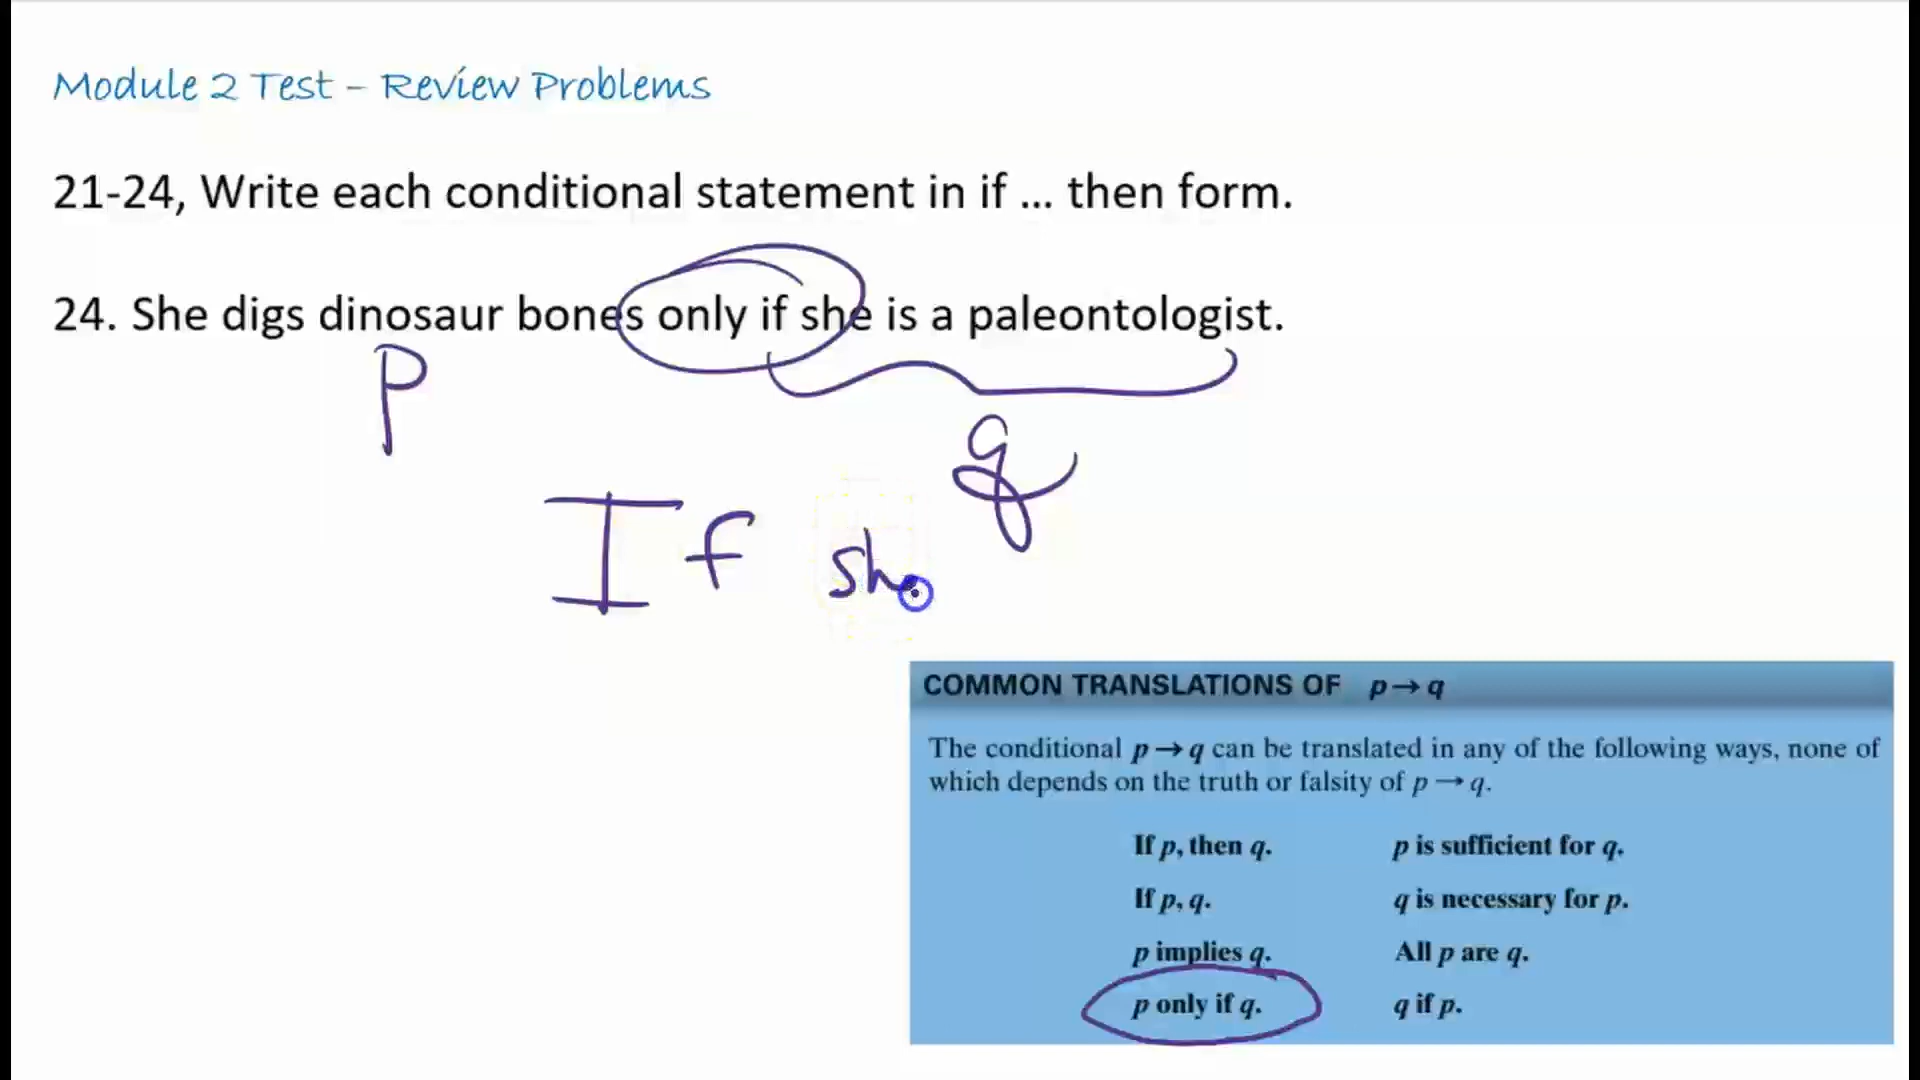 Module 2 Test – Review Problems
21-24, Write each conditional statement in if ... then form.
24. She digs dinosaur bones only if she is a paleontologist.
P
q
If she
COMMON TRANSLATIONS OF p→q
The conditional p→q can be translated in any of the following ways, none of
which depends on the truth or falsity of p→q.
If p, then q. p is sufficient for q.
If p, q. q is necessary for p.
p implies q. All p are q.
p only if q. q if p.